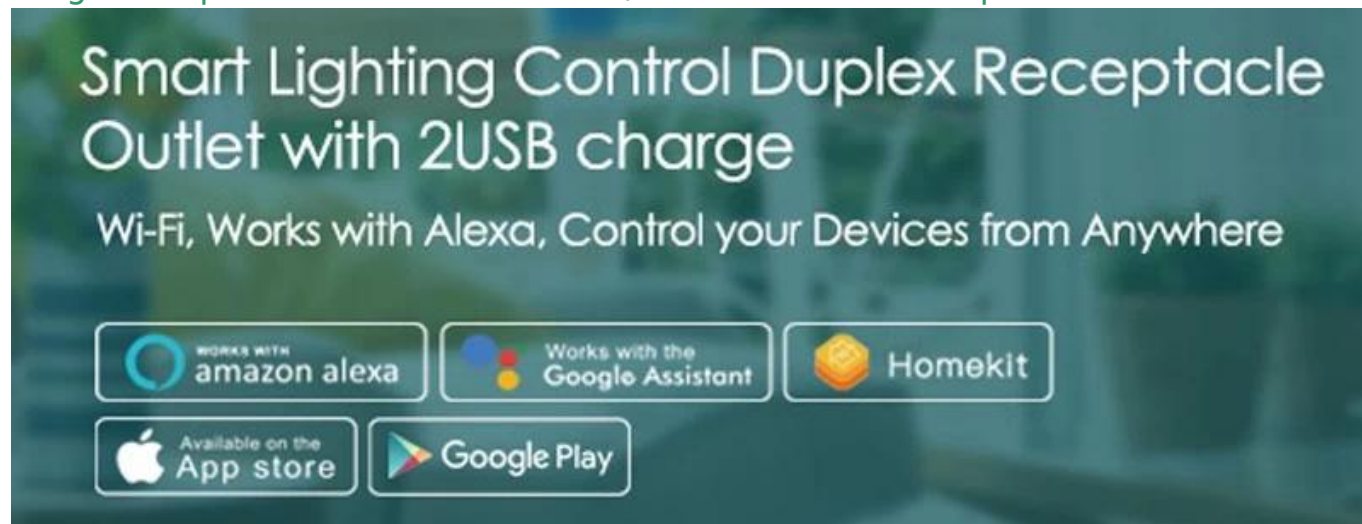 Smart Lighting Control Duplex Receptacle
Outlet with 2USB charge
Wi-Fi, Works with Alexa, Control your Devices from Anywhere
WORKS WITH
amazon alexa
Works with the
Google Assistant
Homekit
Available on the
App store
Google Play